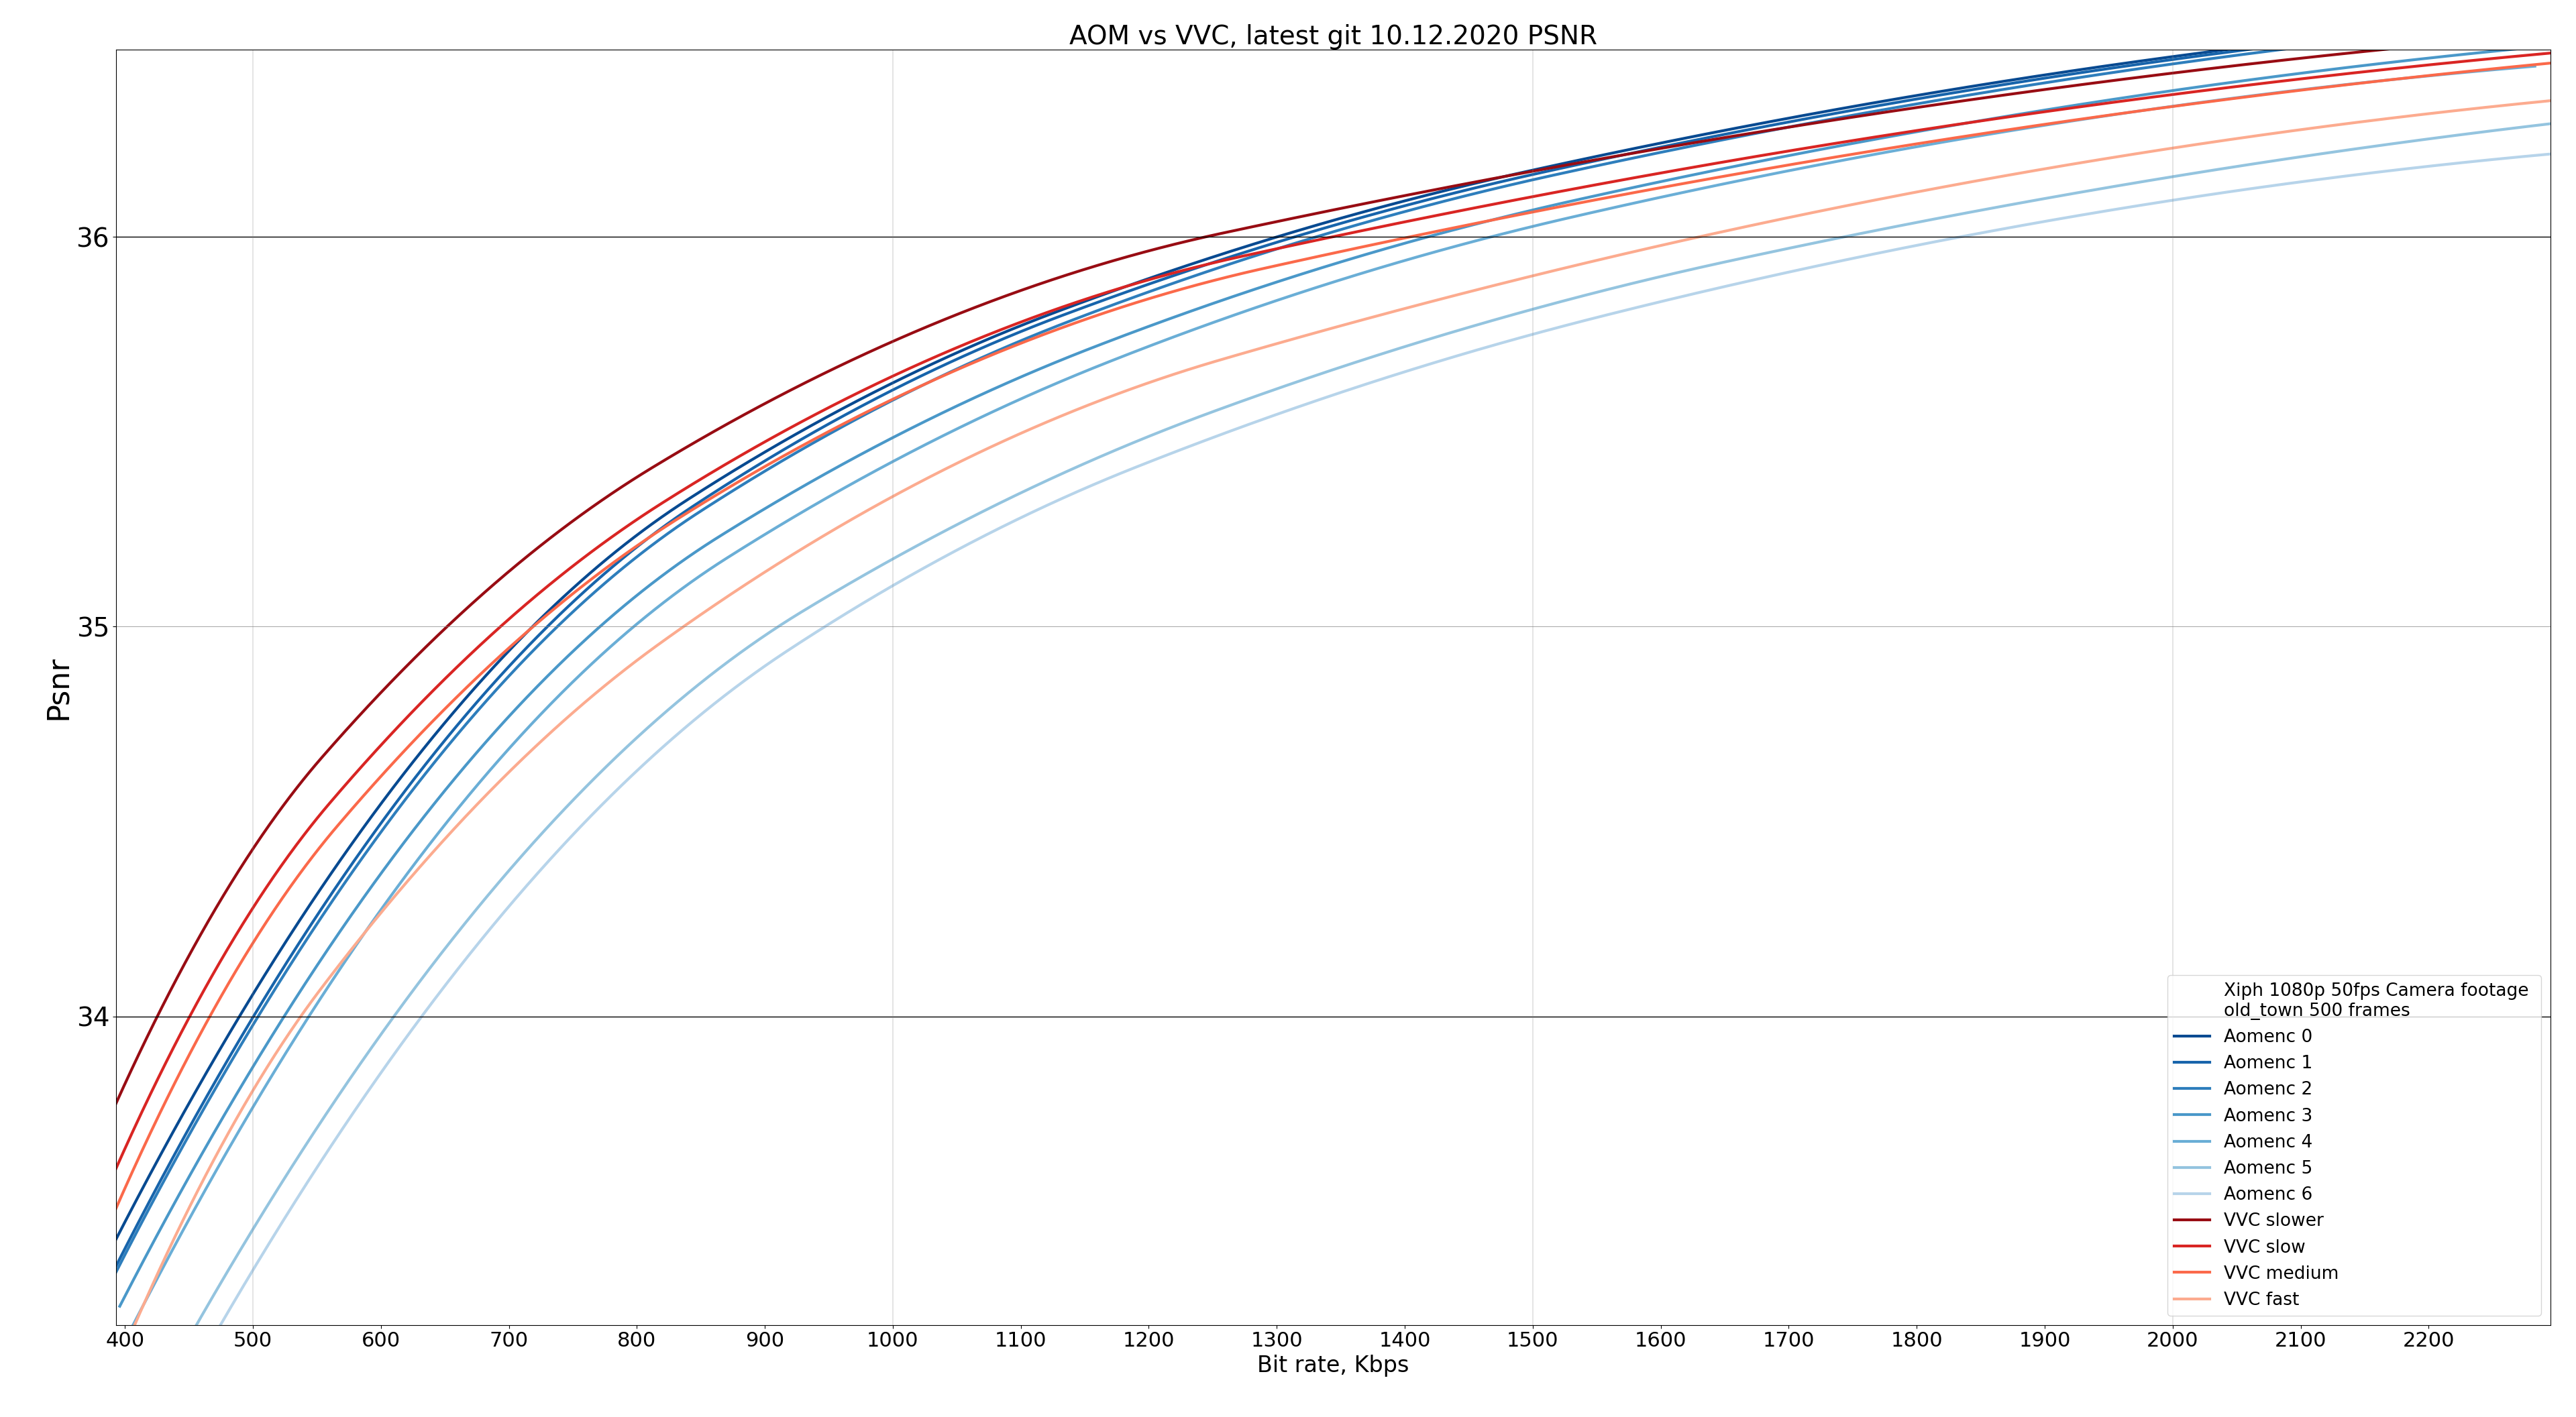 AOM vs VVC, latest git 10.12.2020 PSNR
36
35
34
Psnr
400 500 600 700 800 900 1000 1100 1200 1300 1400 1500 1600 1700 1800 1900 2000 2100 2200
Bit rate, Kbps
Xiph 1080p 50fps Camera footage
old_town 500 frames
Aomenc 0
Aomenc 1
Aomenc 2
Aomenc 3
Aomenc 4
Aomenc 5
Aomenc 6
VVC slower
VVC slow
VVC medium
VVC fast